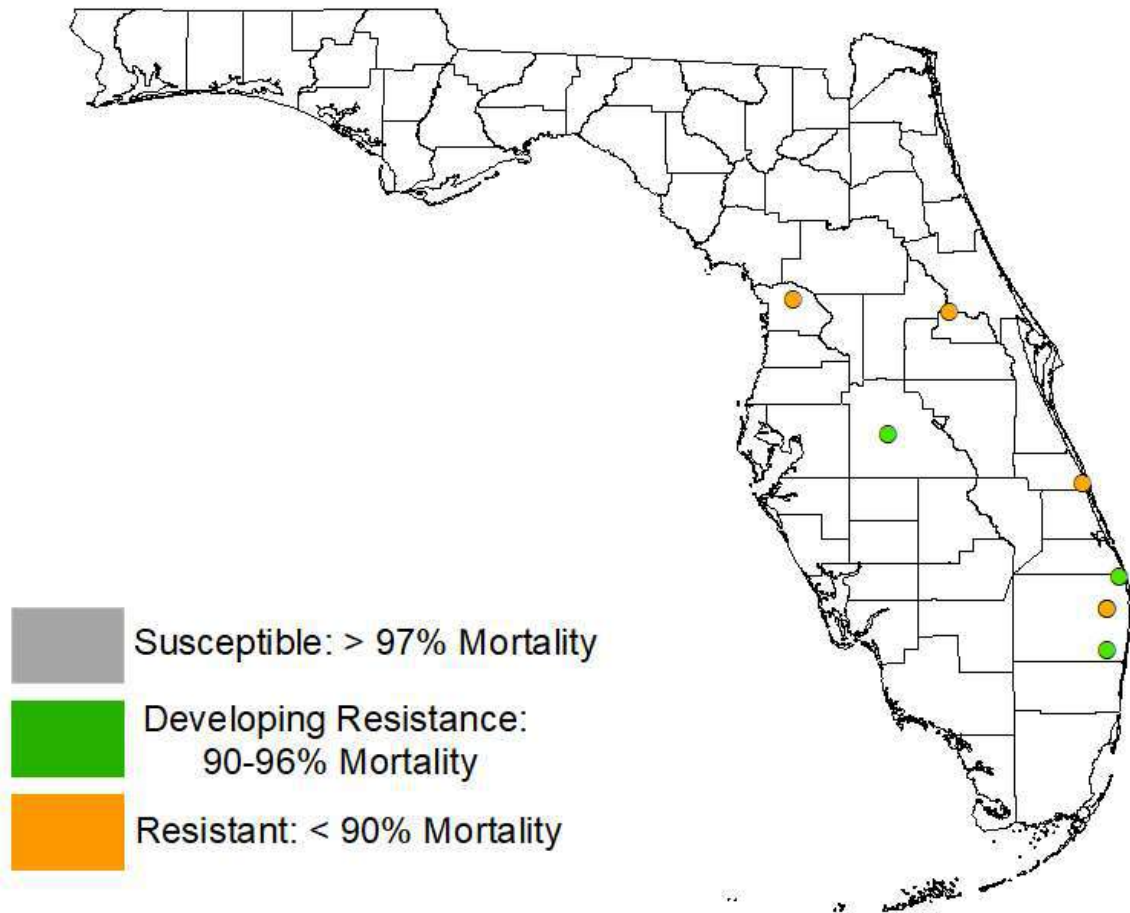 Susceptible: > 97% Mortality
Developing Resistance:
90-96% Mortality
Resistant: < 90% Mortality